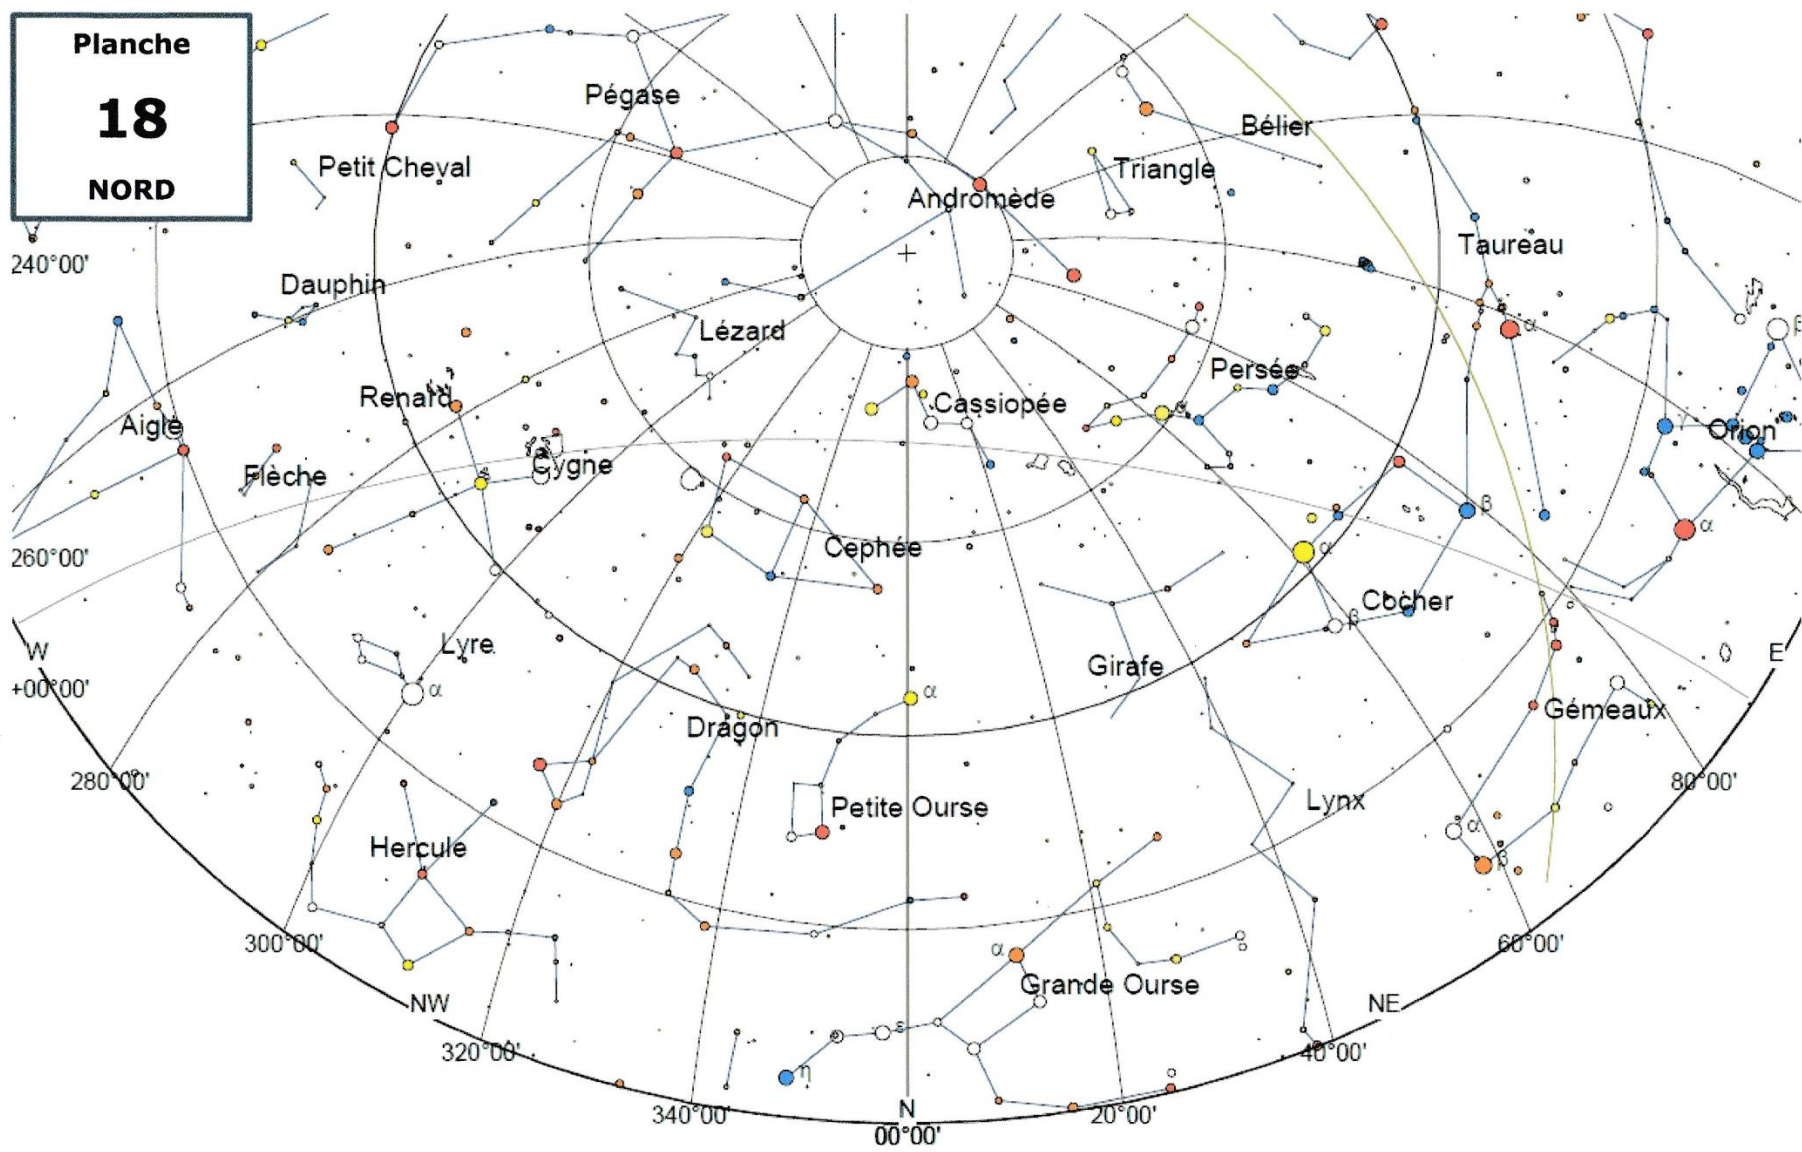 Planche
18
NORD
Pégase
Bélier
Petit Cheval
Triangle
Andromède
Taureau
240°00'
Dauphin
Lézard
α
β
Persée
Renard
Cassiopée
Aigle
γ
Orion
Flèche
Cygne
β
α
Cephée
α
260°00'
Cocher
β
Lyre
W
E
Girafe
+00°00'
α
α
Gémeaux
Dragon
280°00'
80°00'
Petite Ourse
Lynx
α
Hercule
β
300°00'
60°00'
α
Grande Ourse
NW
NE
ε
320°00'
40°00'
η
340°00'
N
20°00'
00°00'